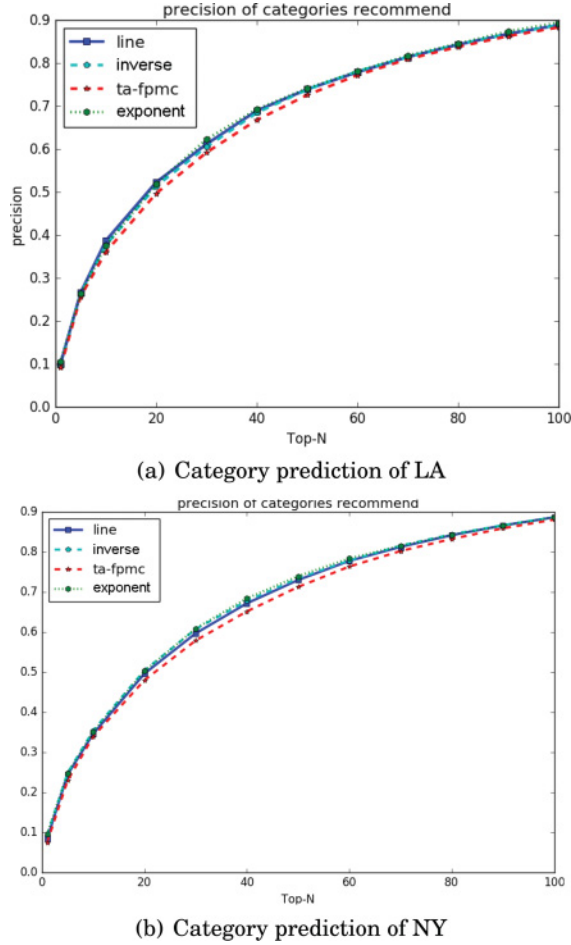 precision of categories recommend
0.9
0.8
0.7
0.6
0.5
0.4
0.3
0.2
0.1
0.0
precision
line
inverse
ta-fpmc
exponent
0 20 40 60 80 100
Top-N
(a) Category prediction of LA
precision of categories recommend
0.9
0.8
0.7
0.6
0.5
0.4
0.3
0.2
0.1
0.0
line
inverse
ta-fpmc
exponent
0 20 40 60 80 100
Top-N
(b) Category prediction of NY